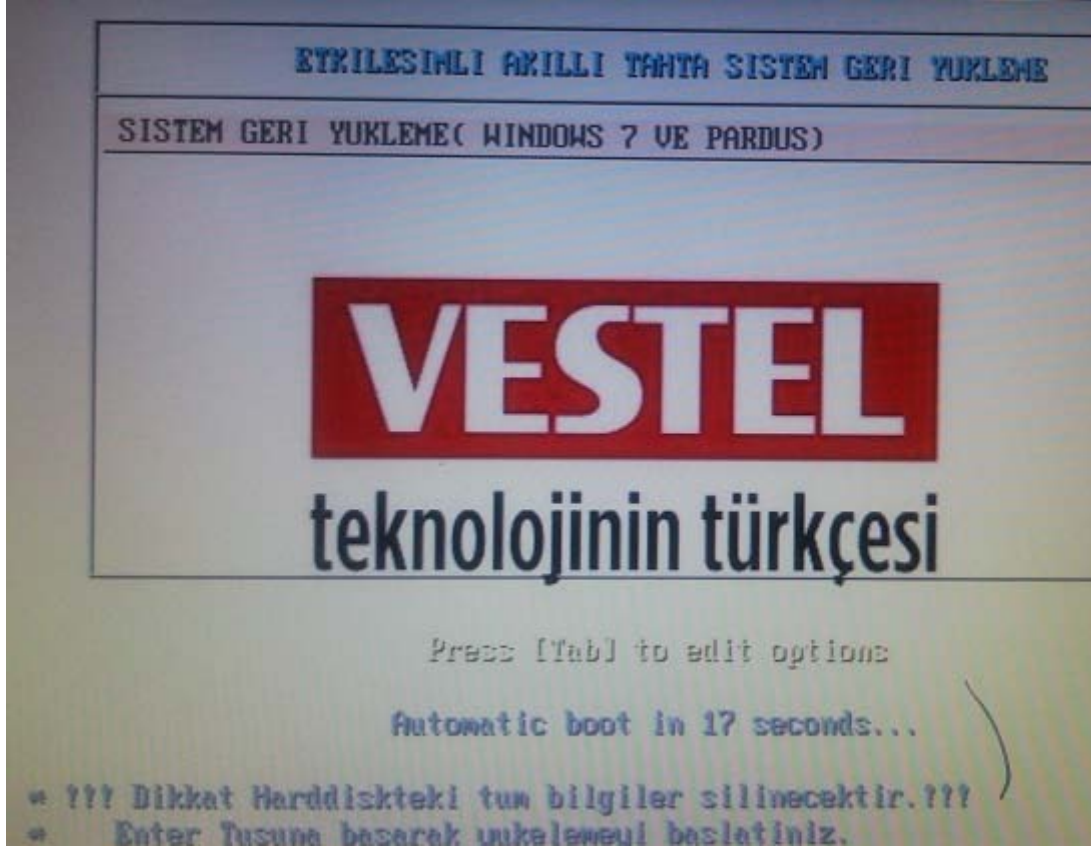 ETKILESIMLI AKILLI TAHTA SISTEM GERI YUKLEME
SISTEM GERI YUKLEME( WINDOWS 7 VE PARDUS)
VESTEL
teknolojinin türkçesi
Press [Tab] to edit options
Automatic boot in 17 seconds...
* ??? Dikkat Harddiskteki tum bilgiler silinecektir.???
* Enter Tusuna basarak yukelemeyi baslatiniz.